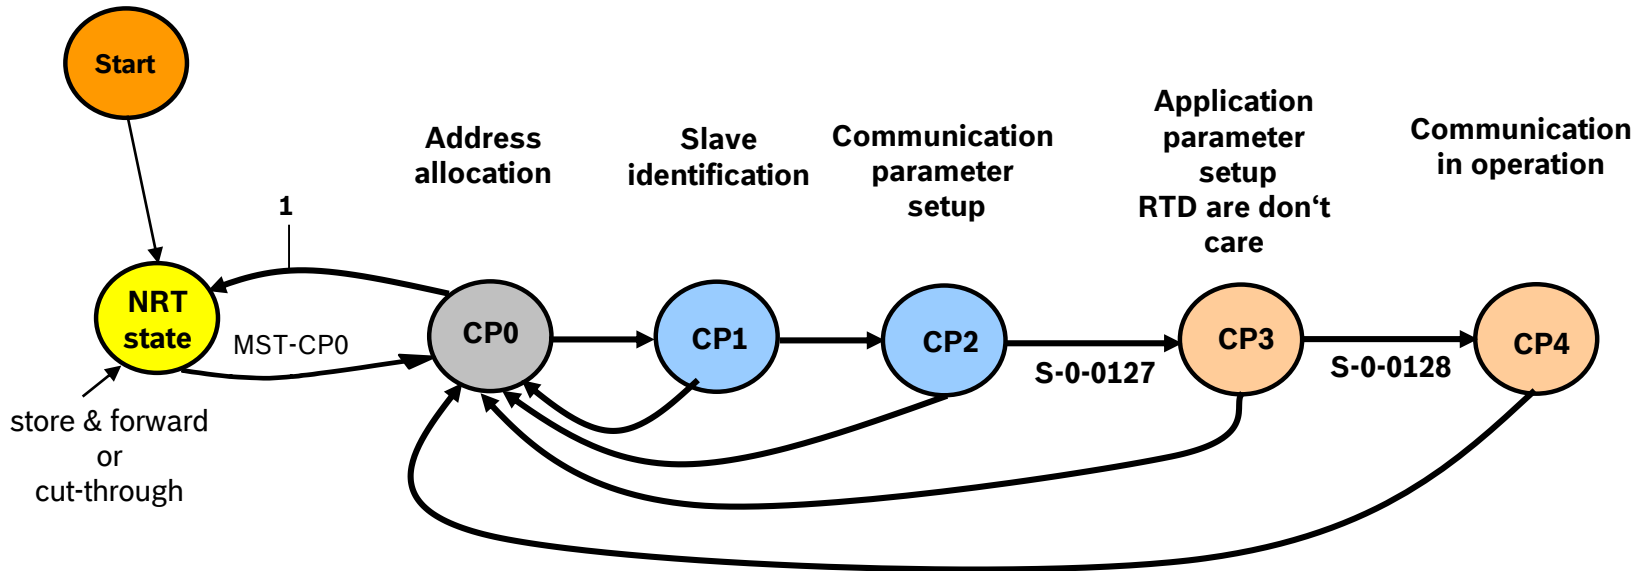 Start
Address
allocation
Slave
identification
Communication
parameter
setup
Application
parameter
setup
RTD are don‘t
care
Communication
in operation
1
NRT
state
MST-CP0
CP0
CP1
CP2
S-0-0127
CP3
S-0-0128
CP4
store & forward
or
cut-through